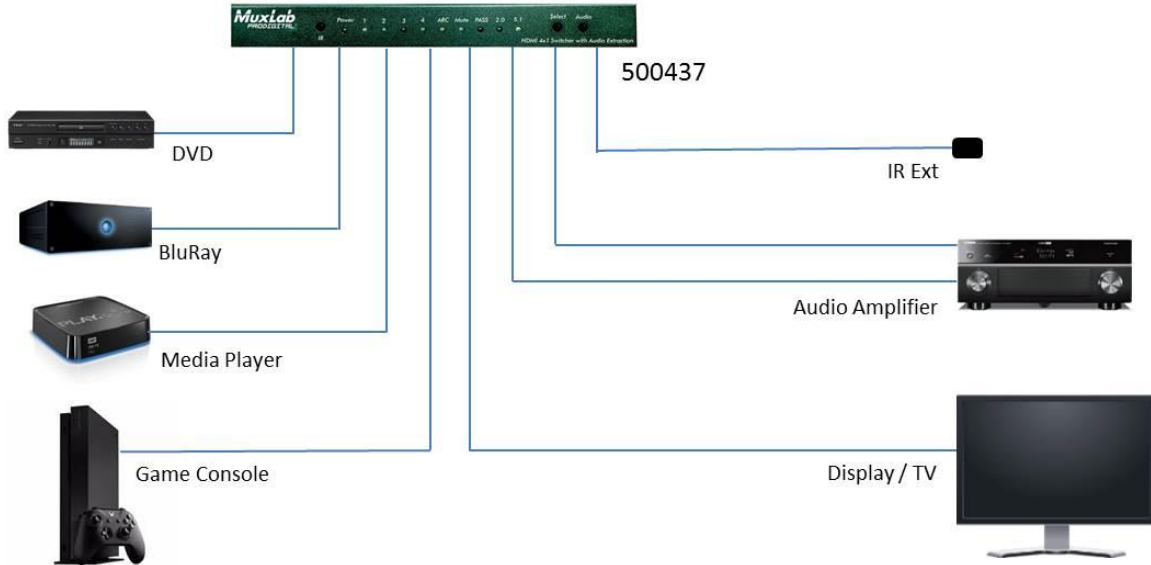 MuxLab
PRODIGITAL
IR
Power 1 2 3 4 ARC Mute PASS 2.0 5.1 Select Audio
HDMI 4x1 Switcher with Audio Extraction
500437
DVD
IR Ext
BluRay
Audio Amplifier
Media Player
Game Console
Display / TV